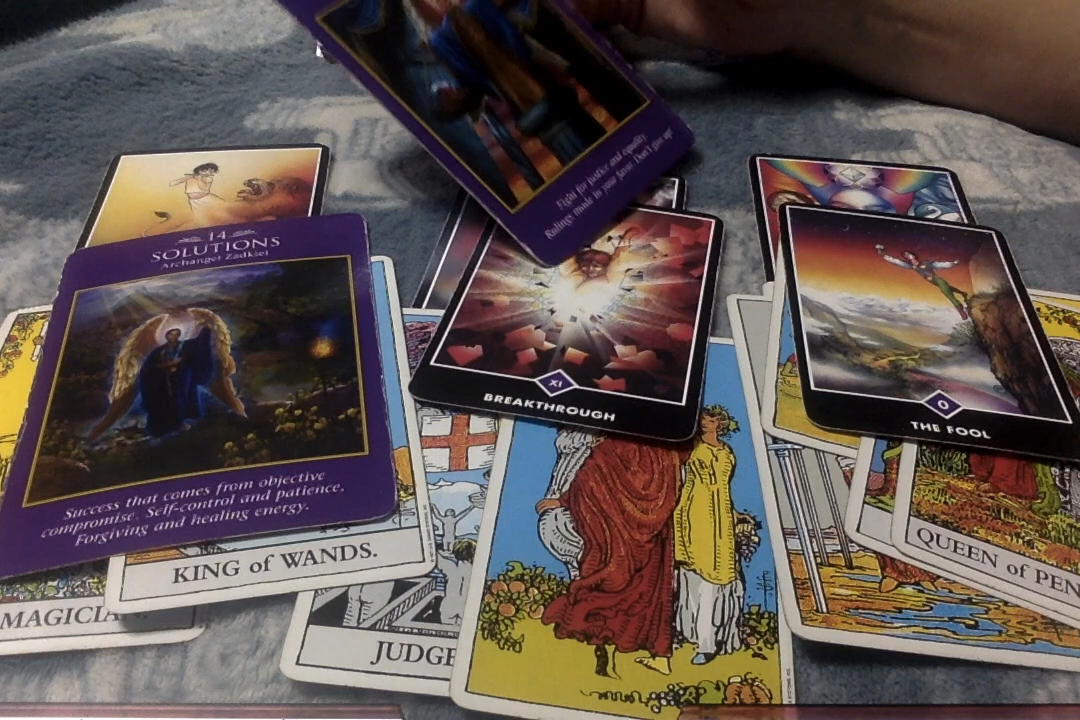 Fight for justice and equality.
Rulings made in your favor. Don't give up!
14
SOLUTIONS
Archangel Zadkiel
Success that comes from objective
compromise. Self-control and patience.
Forgiving and healing energy.
XI
BREAKTHROUGH
0
THE FOOL
KING of WANDS.
QUEEN of PEN
MAGICIA
JUDGE